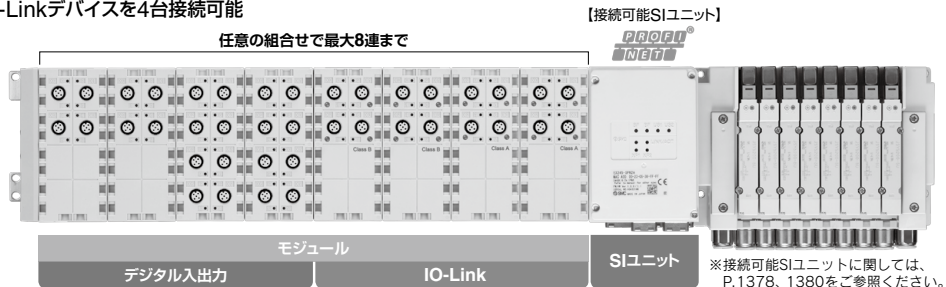 -Linkデバイスを4台接続可能
【接続可能SIユニット】
PROFI®
NET
任意の組合せで最大8連まで
Class B
Class B
Class A
Class A
モジュール
デジタル入出力
IO-Link
SIユニット
※接続可能SIユニットに関しては、
P.1378、1380をご参照ください。